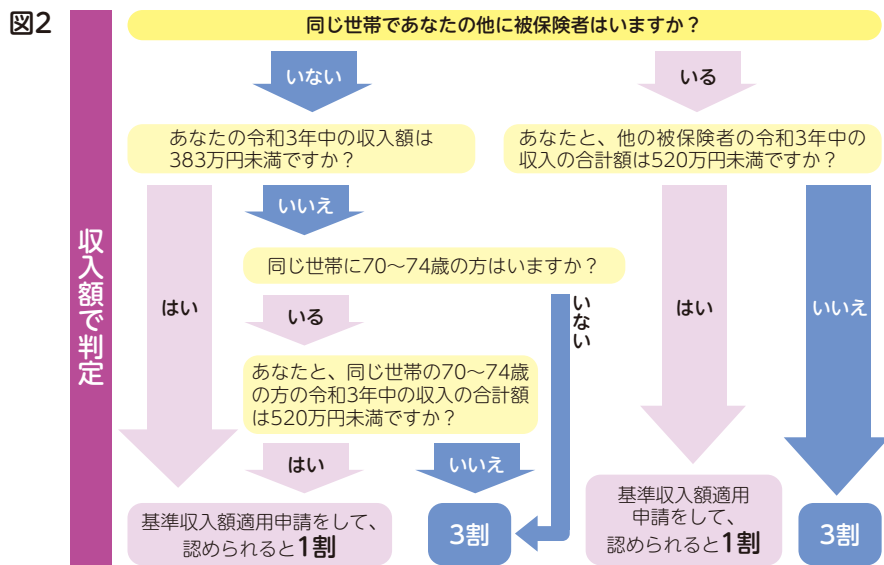 図2
収入額で判定
同じ世帯であなたの他に被保険者はいますか？
いない
いる
あなたの令和3年中の収入額は
383万円未満ですか？
あなたと、他の被保険者の令和3年中の
収入の合計額は520万円未満ですか？
はい
いいえ
同じ世帯に70〜74歳の方はいますか？
いる
いない
あなたと、同じ世帯の70〜74歳
の方の令和3年中の収入の合計額
は520万円未満ですか？
はい
いいえ
はい
いいえ
基準収入額適用申請をして、
認められると1割
3割
基準収入額適用
申請をして、
認められると1割
3割